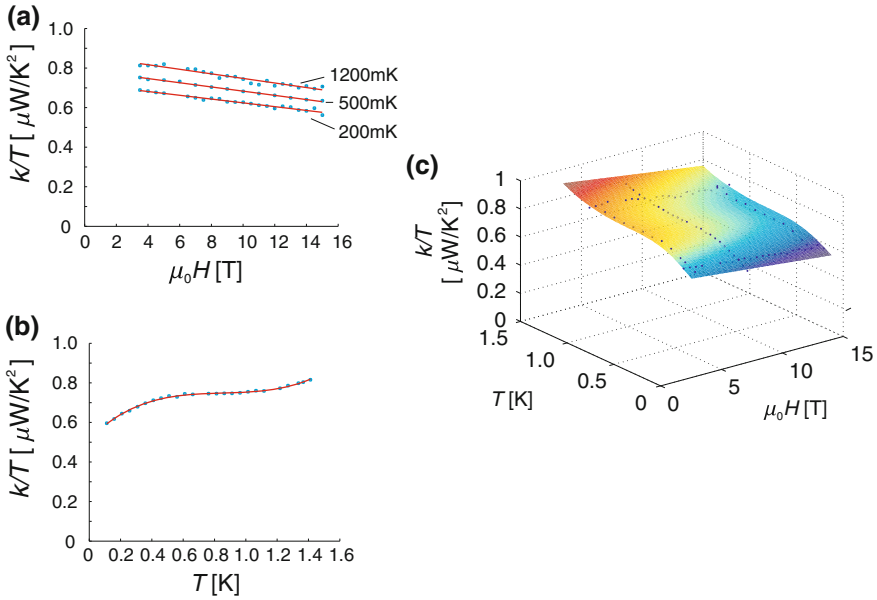 (a)
k/T [ μW/K²]
1.0
0.8
0.6
0.4
0.2
0
0 2 4 6 8 10 12 14 16
μ₀H [T]
1200mK
500mK
200mK
(b)
k/T [ μW/K²]
1.0
0.8
0.6
0.4
0.2
0
0 0.2 0.4 0.6 0.8 1.0 1.2 1.4 1.6
T [K]
(c)
k/T
[ μW/K²]
1
0.8
0.6
0.4
0.2
0
1.5
1.0
0.5
0
T [K]
0
5
10
15
μ₀H [T]